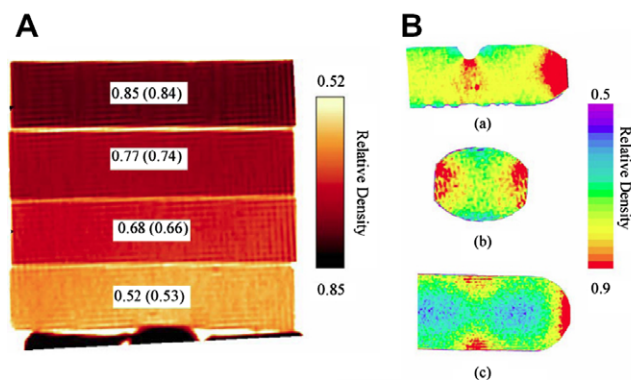 A
0.85 (0.84)
0.77 (0.74)
0.68 (0.66)
0.52 (0.53)
0.52
Relative Density
0.85
B
(a)
(b)
(c)
0.5
Relative Density
0.9